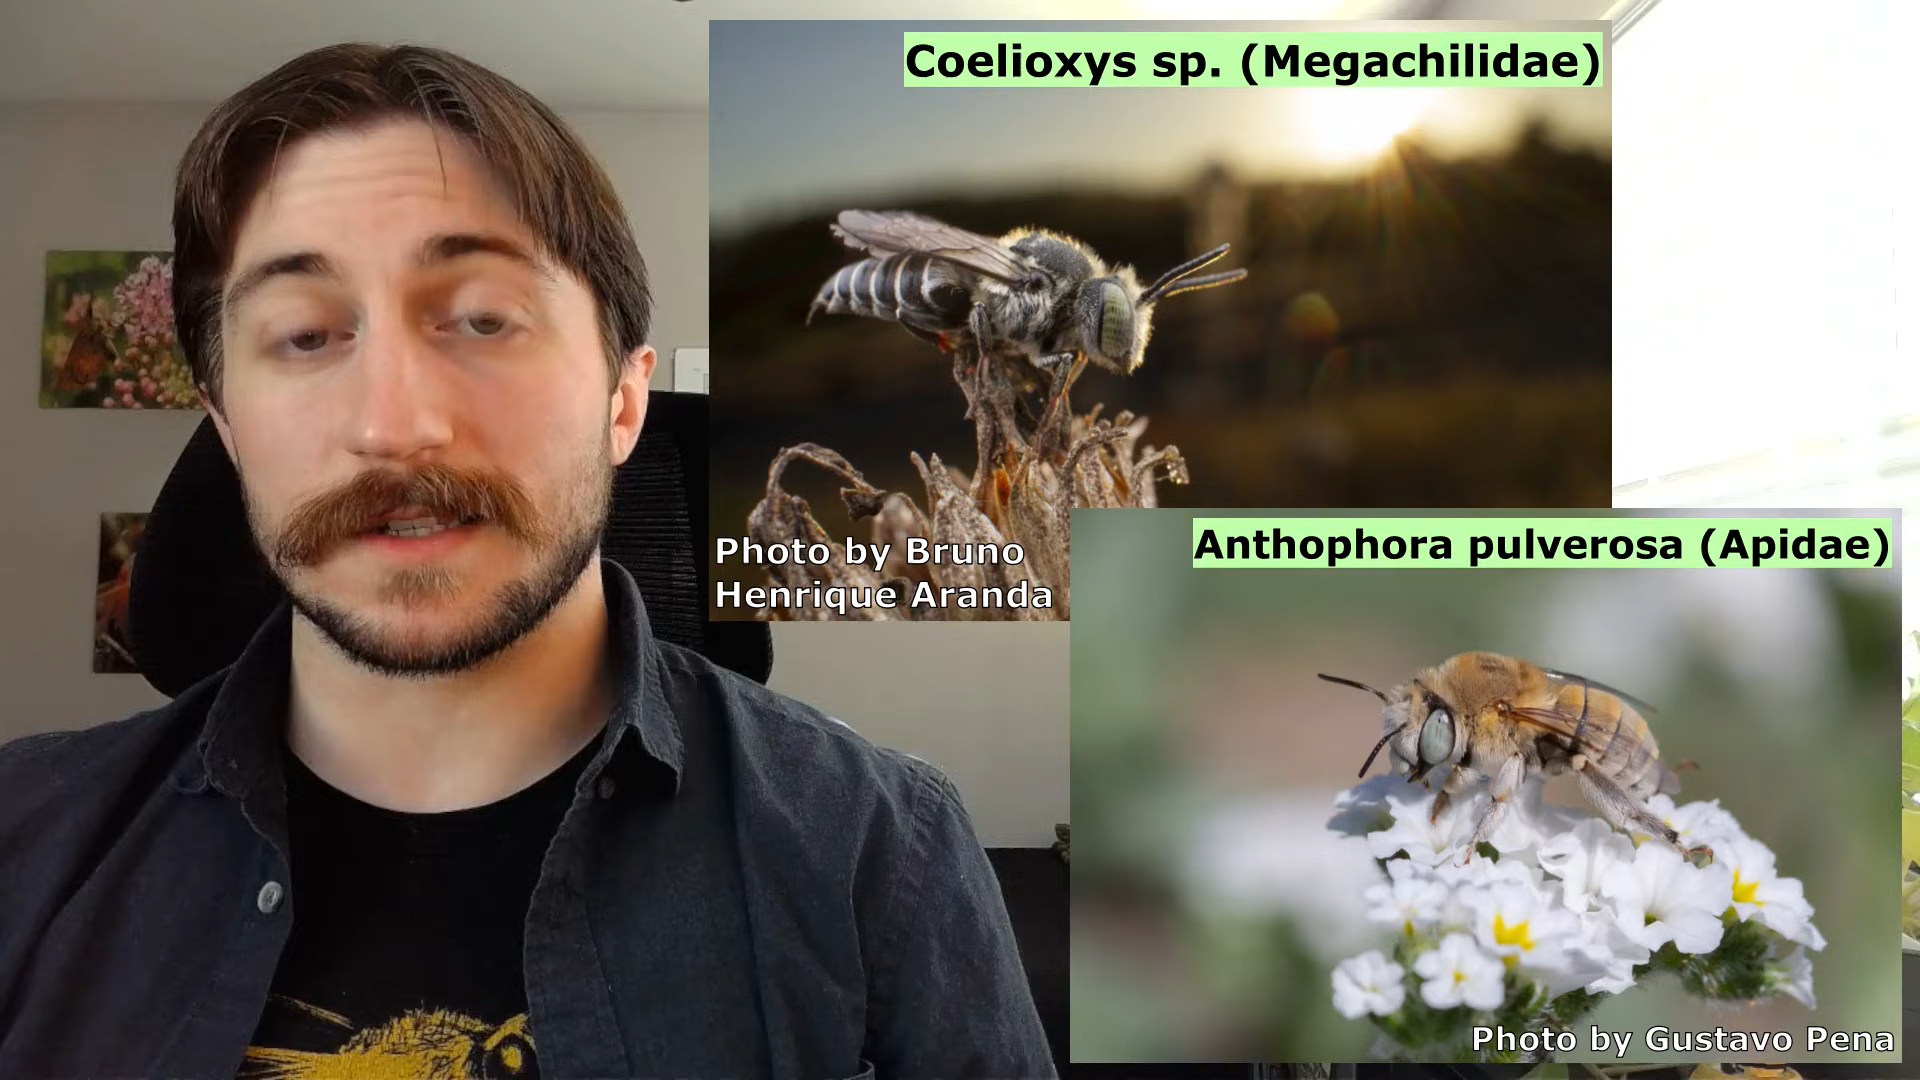 Coelioxys sp. (Megachilidae)
Photo by Bruno
Henrique Aranda
Anthophora pulverosa (Apidae)
Photo by Gustavo Pena